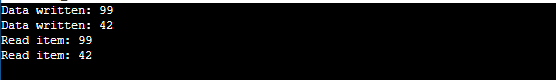 Data written: 99
Data written: 42
Read item: 99
Read item: 42